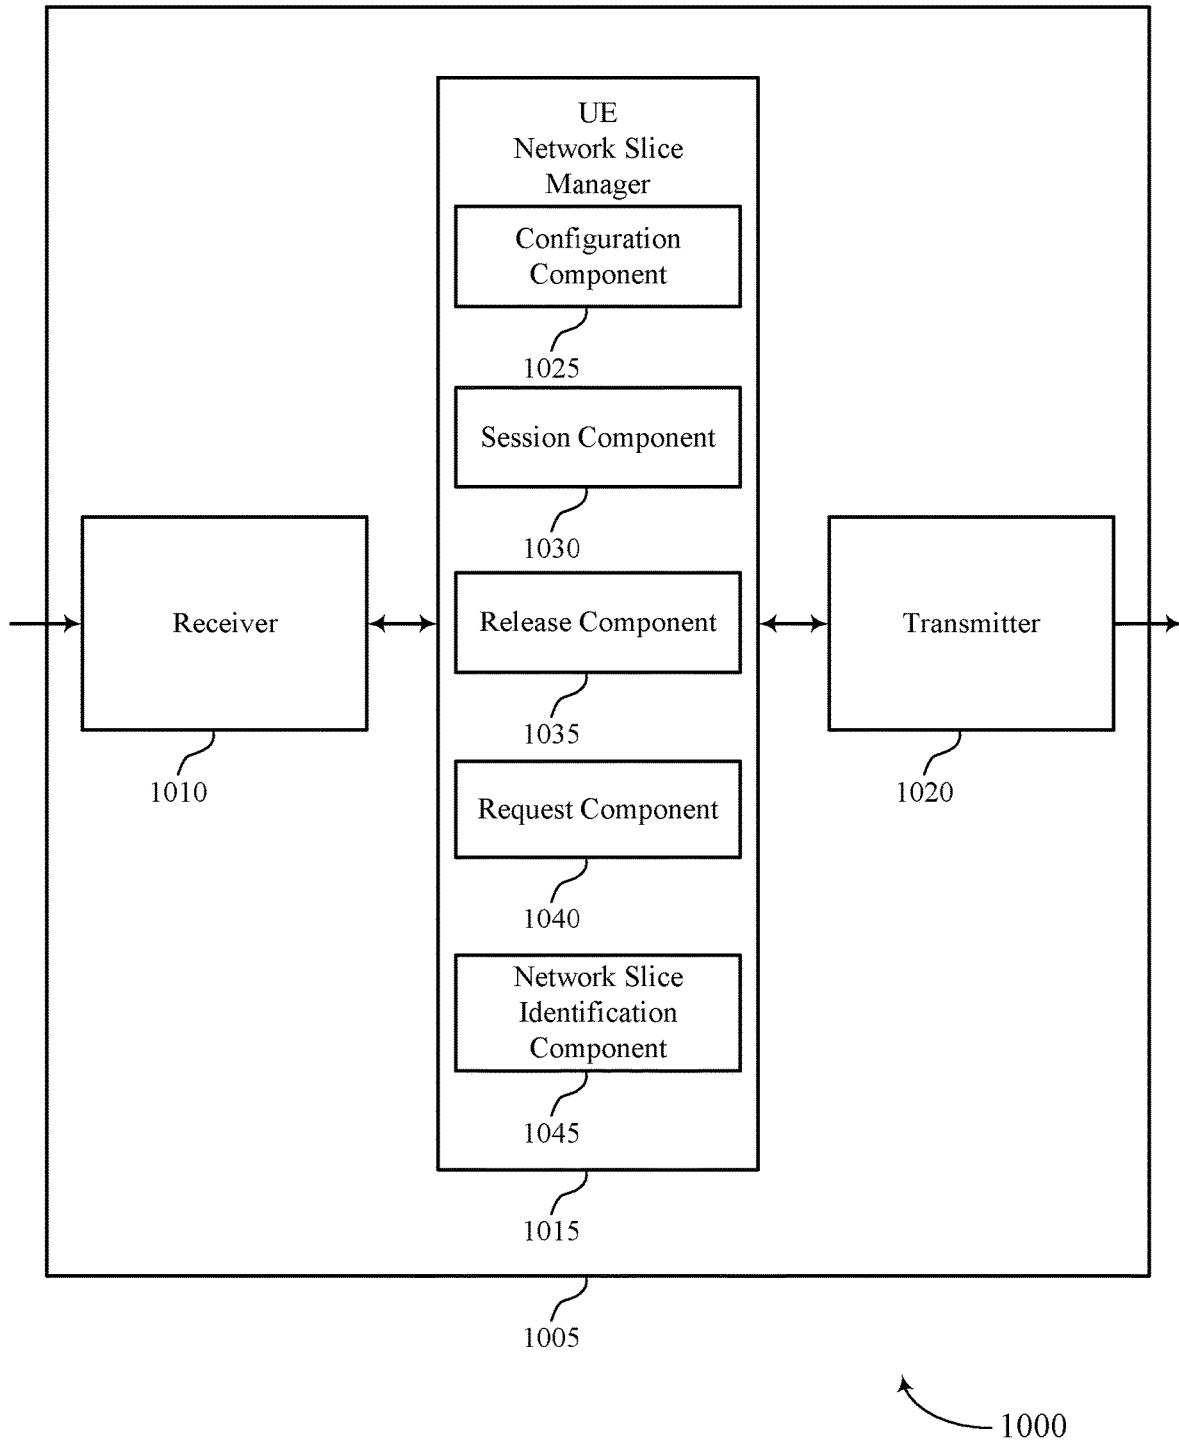 UE
Network Slice
Manager
Configuration
Component
1025
Session Component
1030
Receiver
1010
Release Component
1035
Transmitter
1020
Request Component
1040
Network Slice
Identification
Component
1045
1015
1005
1000